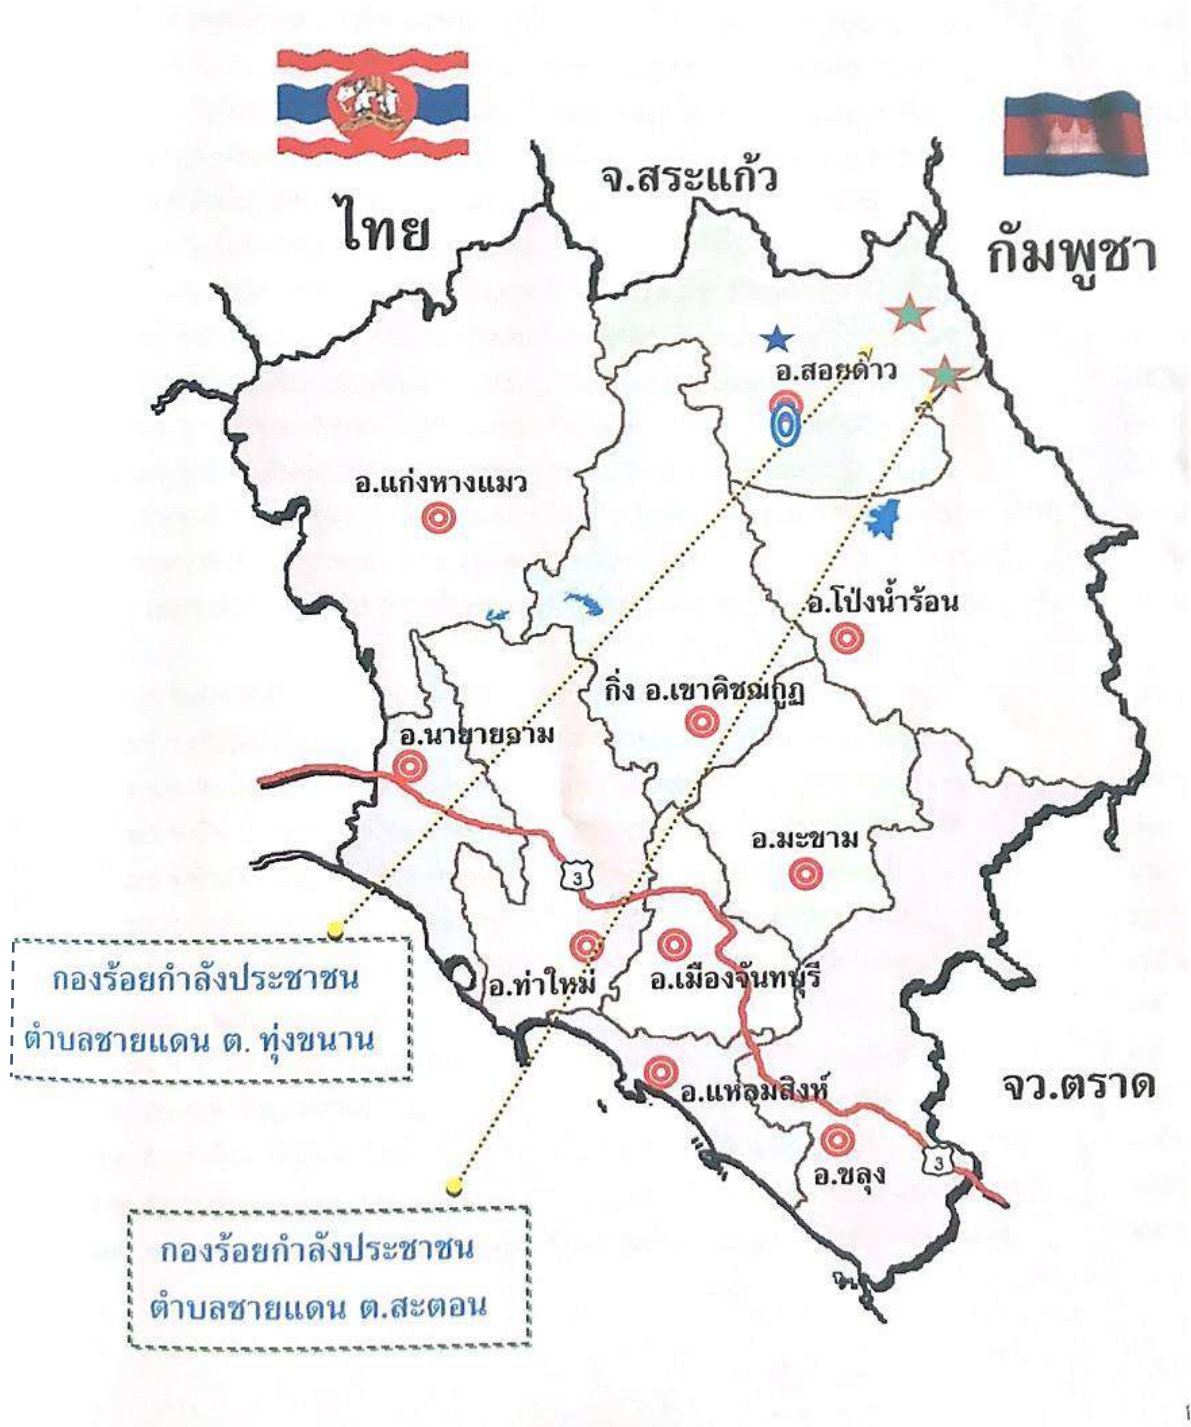 จ.สระแก้ว
ไทย
กัมพูชา
อ.สอยดาว
อ.แก่งหางแมว
อ.โป่งน้ำร้อน
กิ่ง อ.เขาคิชฌกูฏ
อ.นายายอาม
อ.มะขาม
3
อ.ท่าใหม่
อ.เมืองจันทบุรี
กองร้อยกำลังประชาชน
ตำบลชายแดน ต. ทุ่งขนาน
อ.แหลมสิงห์
จว.ตราด
3
อ.ขลุง
กองร้อยกำลังประชาชน
ตำบลชายแดน ต.สะตอน